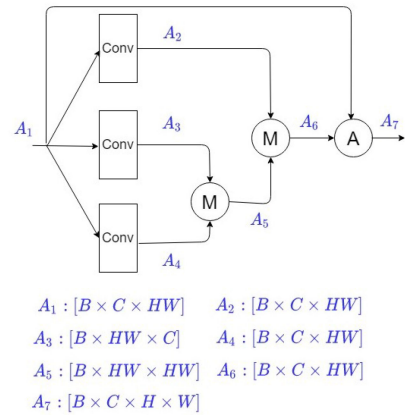 Conv
A₂
A₁
Conv
A₃
M
A₆
A
A₇
M
A₅
Conv
A₄
A₁ : [B × C × HW]
A₂ : [B × C × HW]
A₃ : [B × HW × C]
A₄ : [B × C × HW]
A₅ : [B × HW × HW]
A₆ : [B × C × HW]
A₇ : [B × C × H × W]